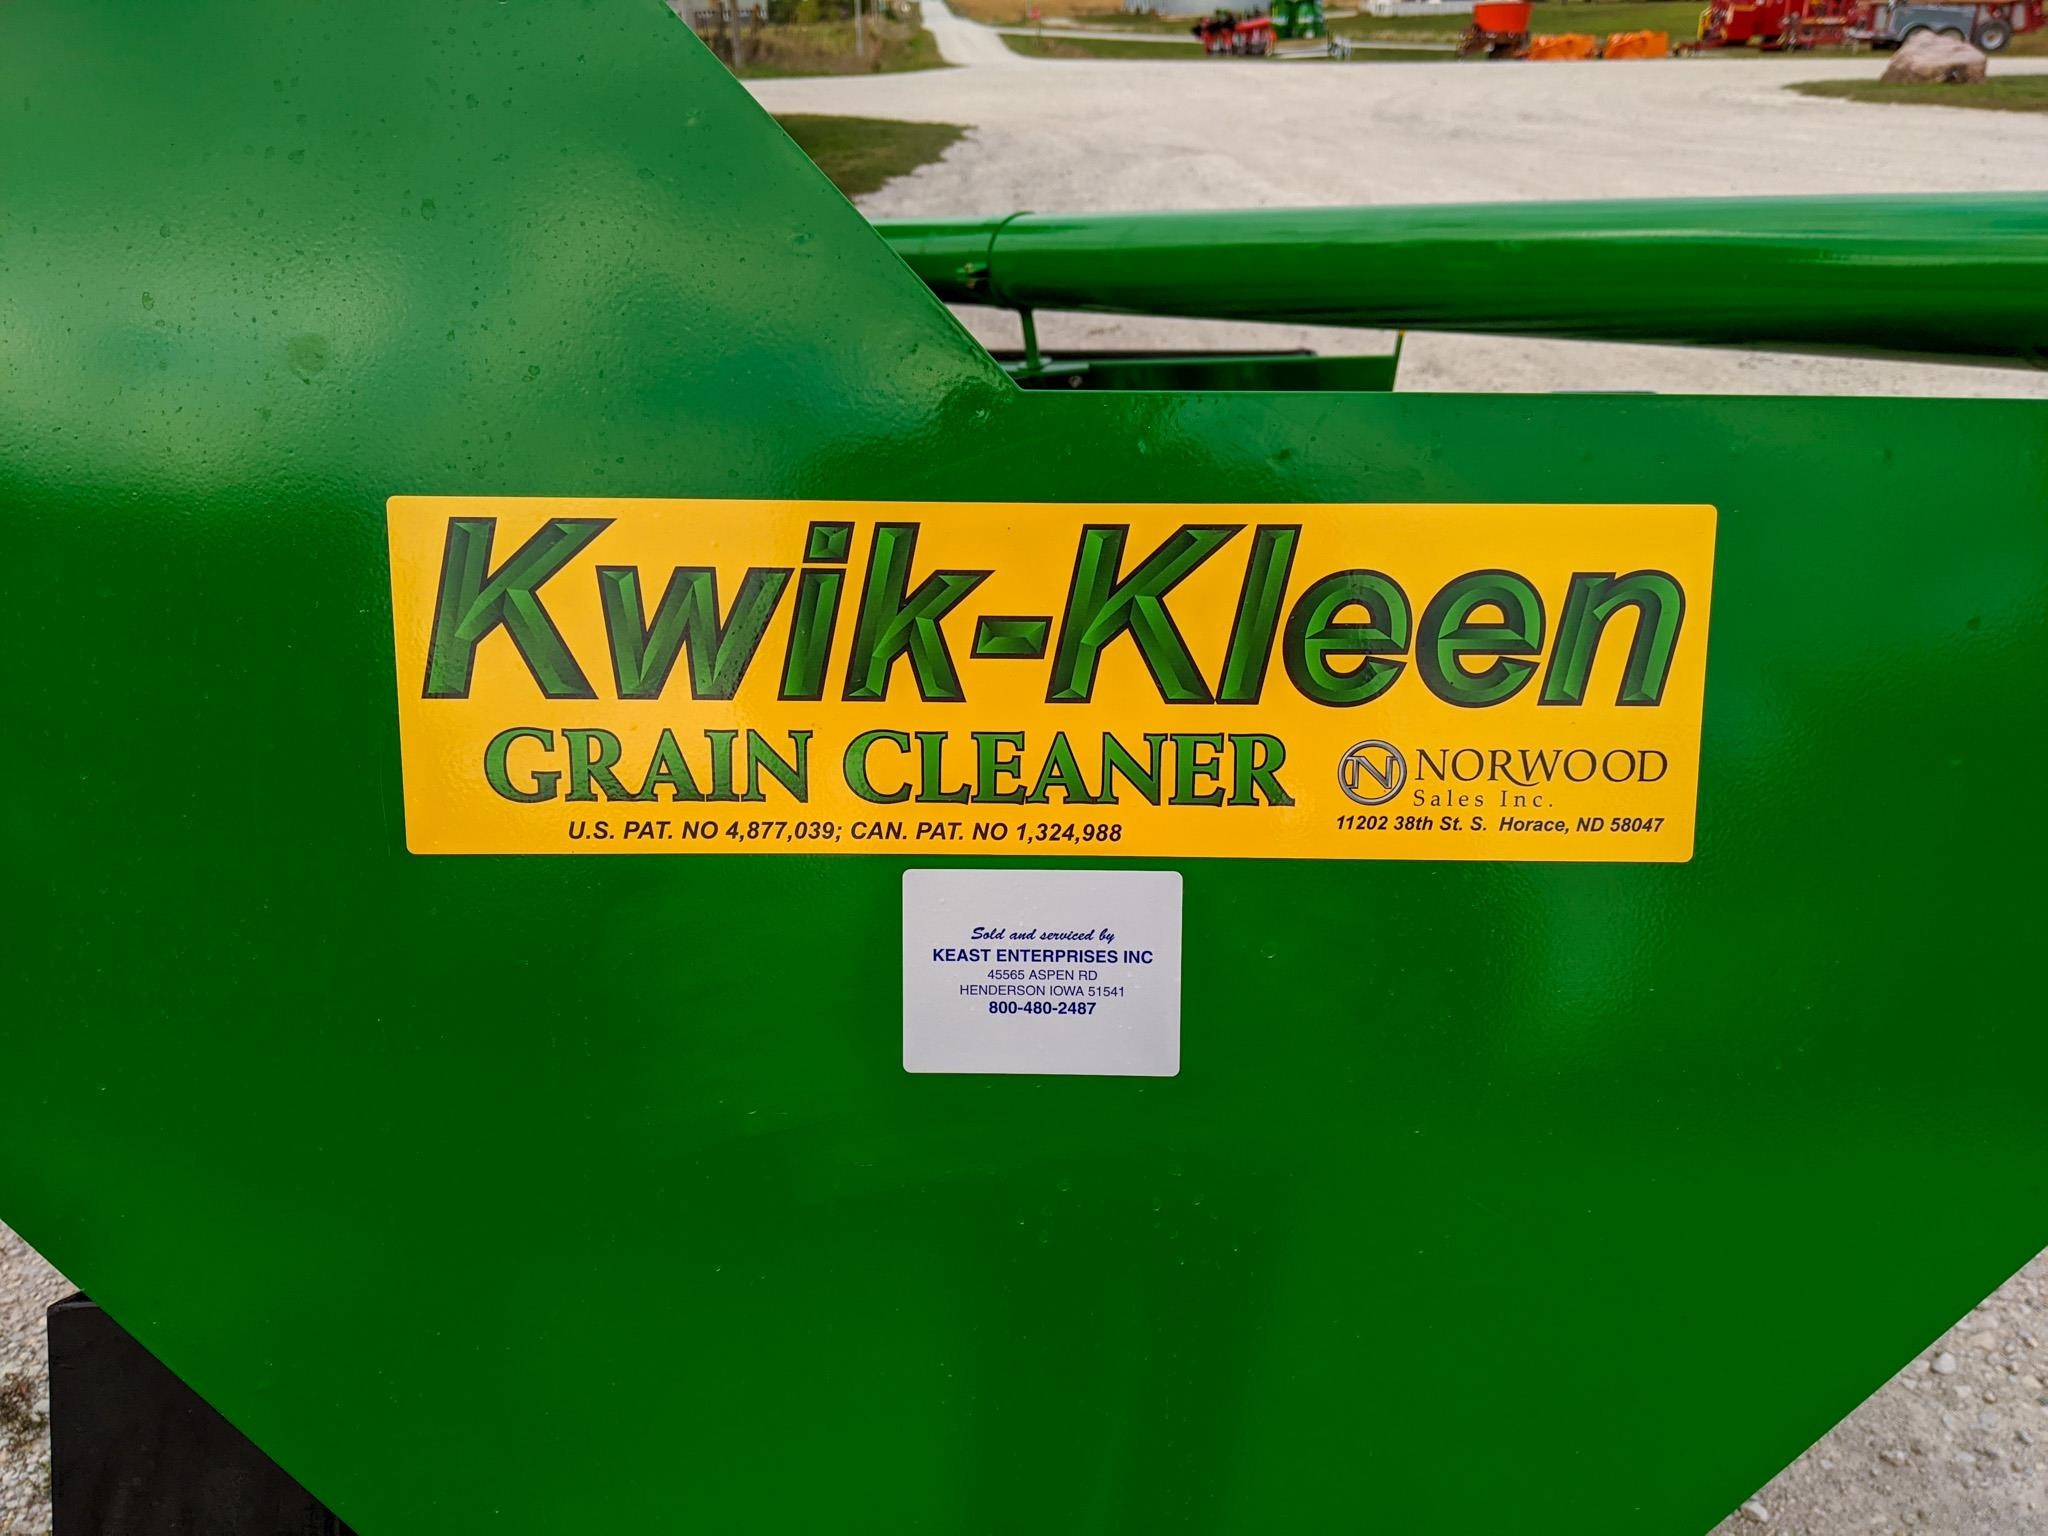 Kwik-Kleen
GRAIN CLEANER
U.S. PAT. NO 4,877,039; CAN. PAT. NO 1,324,988
N NORWOOD
Sales Inc.
11202 38th St. S. Horace, ND 58047
Sold and serviced by
KEAST ENTERPRISES INC
45565 ASPEN RD
HENDERSON IOWA 51541
800-480-2487